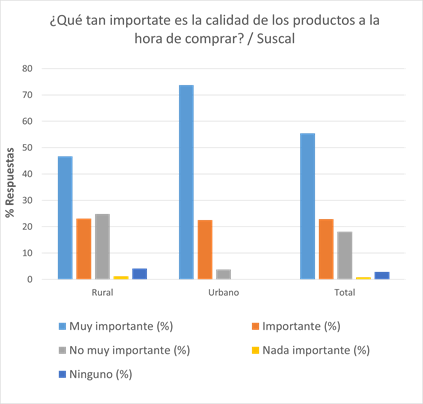 ¿Qué tan importate es la calidad de los productos a la
hora de comprar? / Suscal
% Respuestas
80
70
60
50
40
30
20
10
0
Rural Urbano Total
Muy importante (%) Importante (%)
No muy importante (%) Nada importante (%)
Ninguno (%)